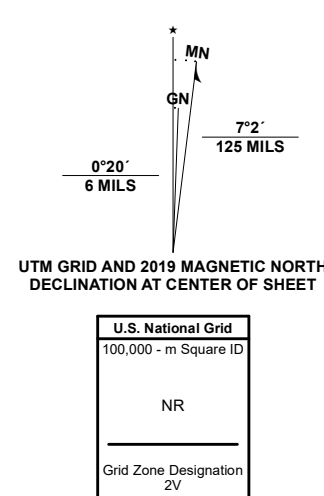 ★
MN
GN
7°2´
125 MILS
0°20´
6 MILS
UTM GRID AND 2019 MAGNETIC NORTH
DECLINATION AT CENTER OF SHEET
U.S. National Grid
100,000 - m Square ID
NR
Grid Zone Designation
2V